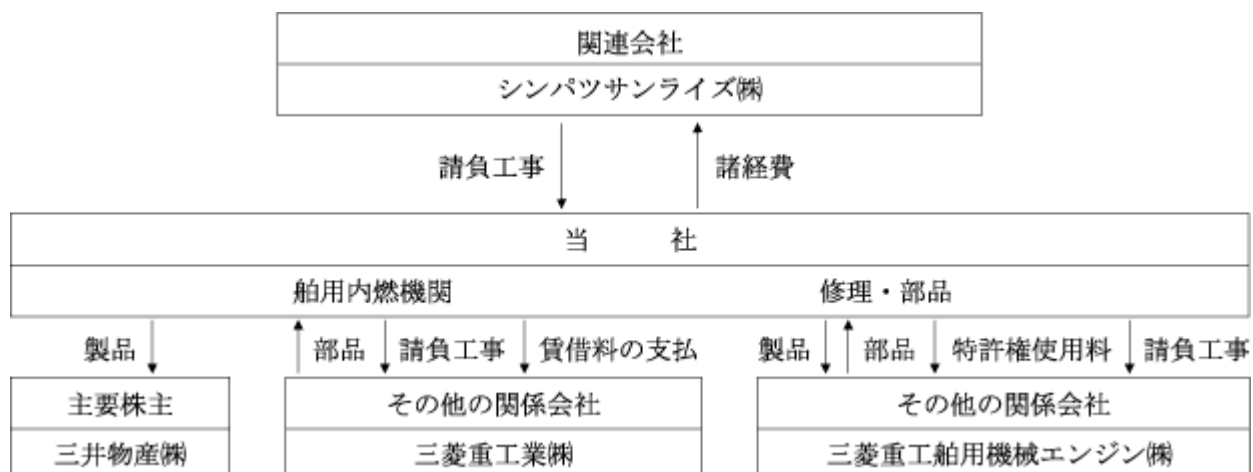 関連会社
シンパツサンライズ㈱
請負工事 諸経費
当 社
舶用内燃機関 修理・部品
製品 部品 請負工事 賃借料の支払 製品 部品 特許権使用料 請負工事
主要株主 その他の関係会社 その他の関係会社
三井物産㈱ 三菱重工業㈱ 三菱重工舶用機械エンジン㈱